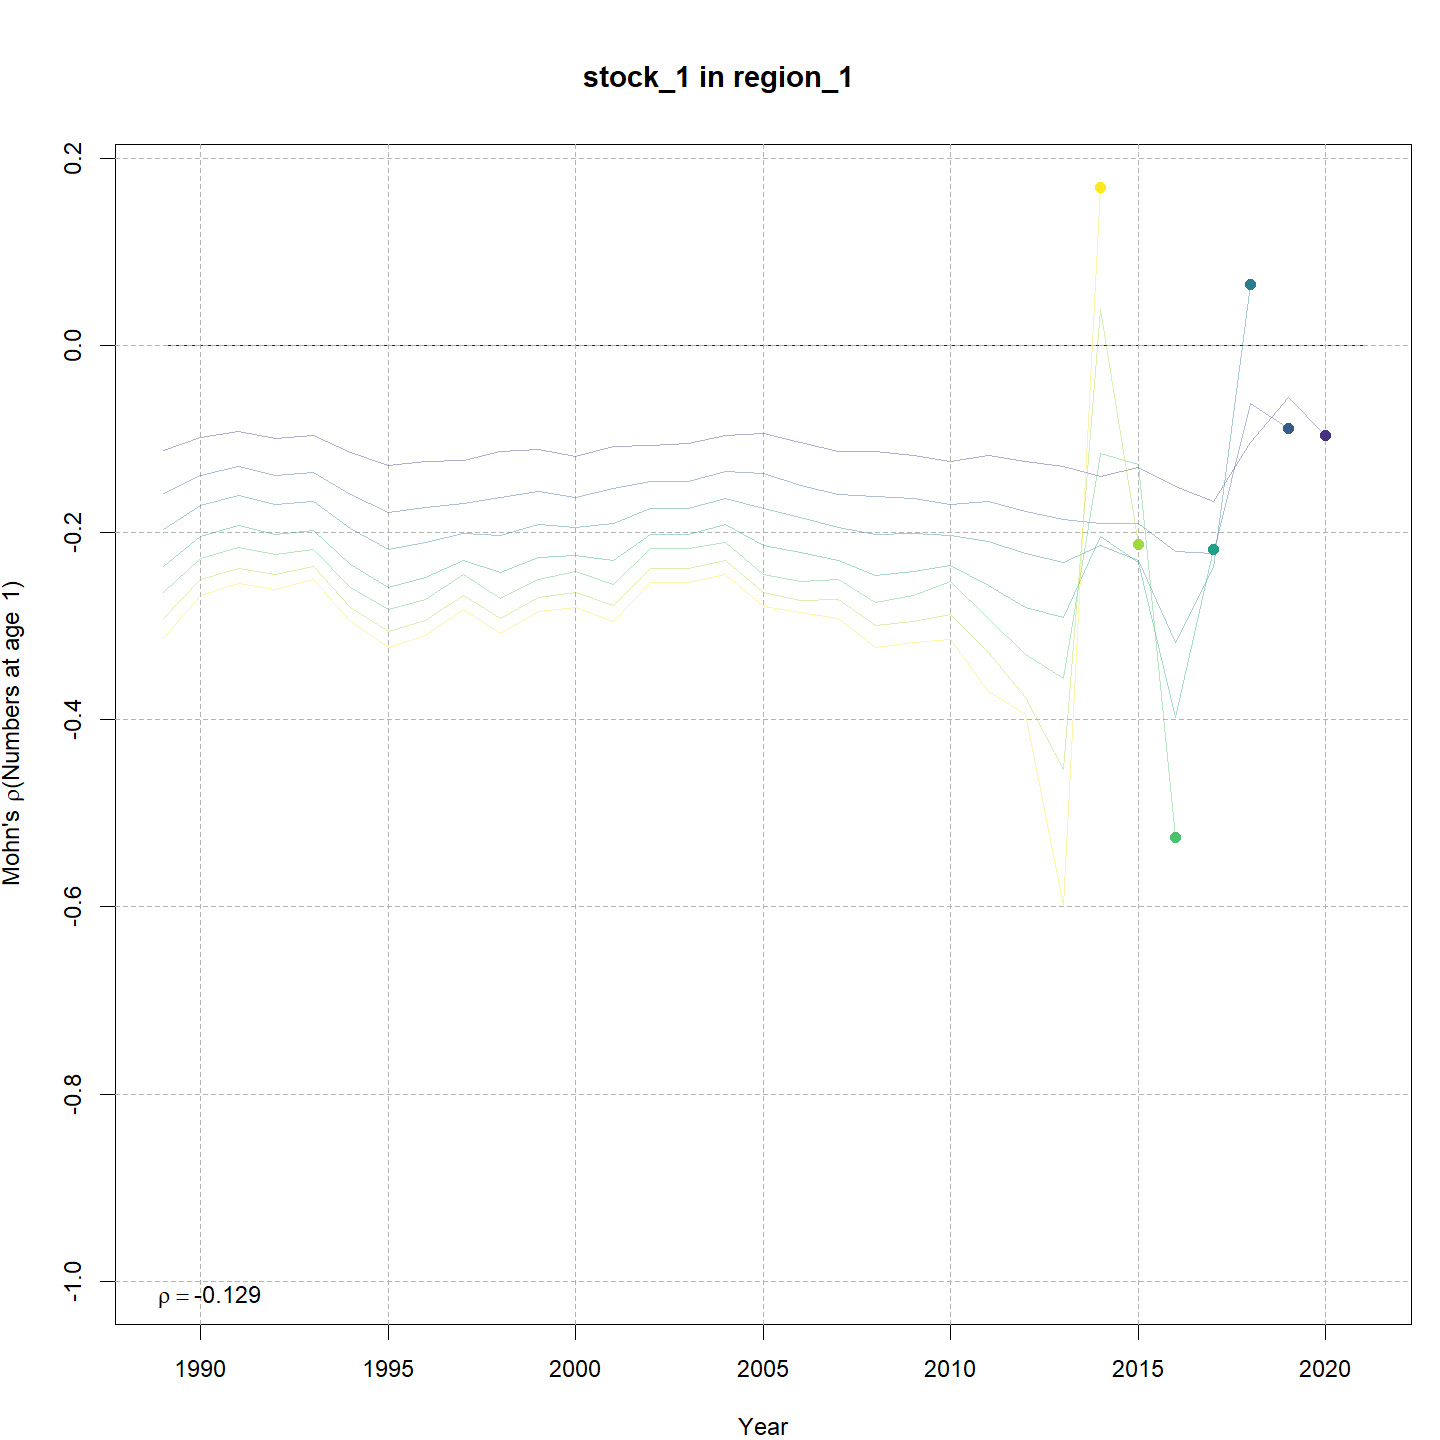 stock_1 in region_1
Mohn's ρ(Numbers at age 1)
0.2
0.0
-0.2
-0.4
-0.6
-0.8
-1.0
ρ = -0.129
1990 1995 2000 2005 2010 2015 2020
Year